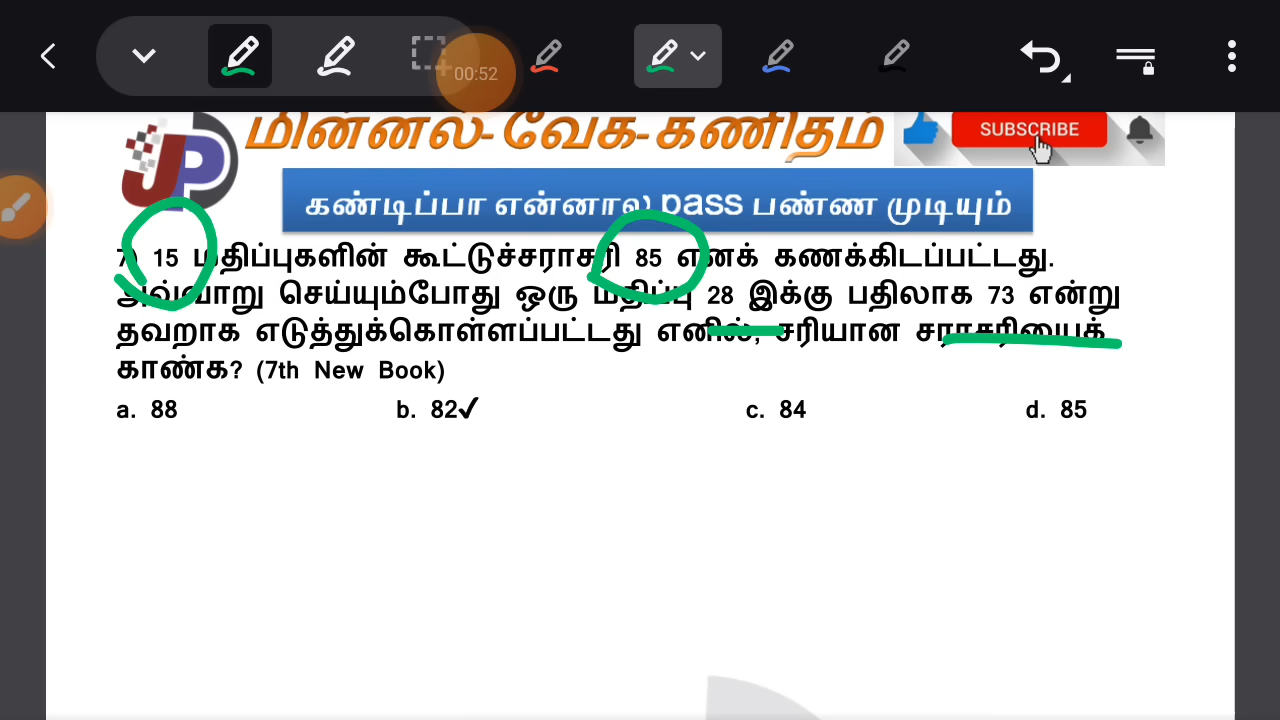 00:52
JP
மின்னல்-வேக-கணிதம்
SUBSCRIBE
கண்டிப்பா என்னால pass பண்ண முடியும்
7) 15 மதிப்புகளின் கூட்டுச்சராசரி 85 எனக் கணக்கிடப்பட்டது.
அவ்வாறு செய்யும்போது ஒரு மதிப்பு 28 இக்கு பதிலாக 73 என்று
தவறாக எடுத்துக்கொள்ளப்பட்டது எனில், சரியான சராசரியைக்
காண்க? (7th New Book)
a. 88 b. 82✓ c. 84 d. 85